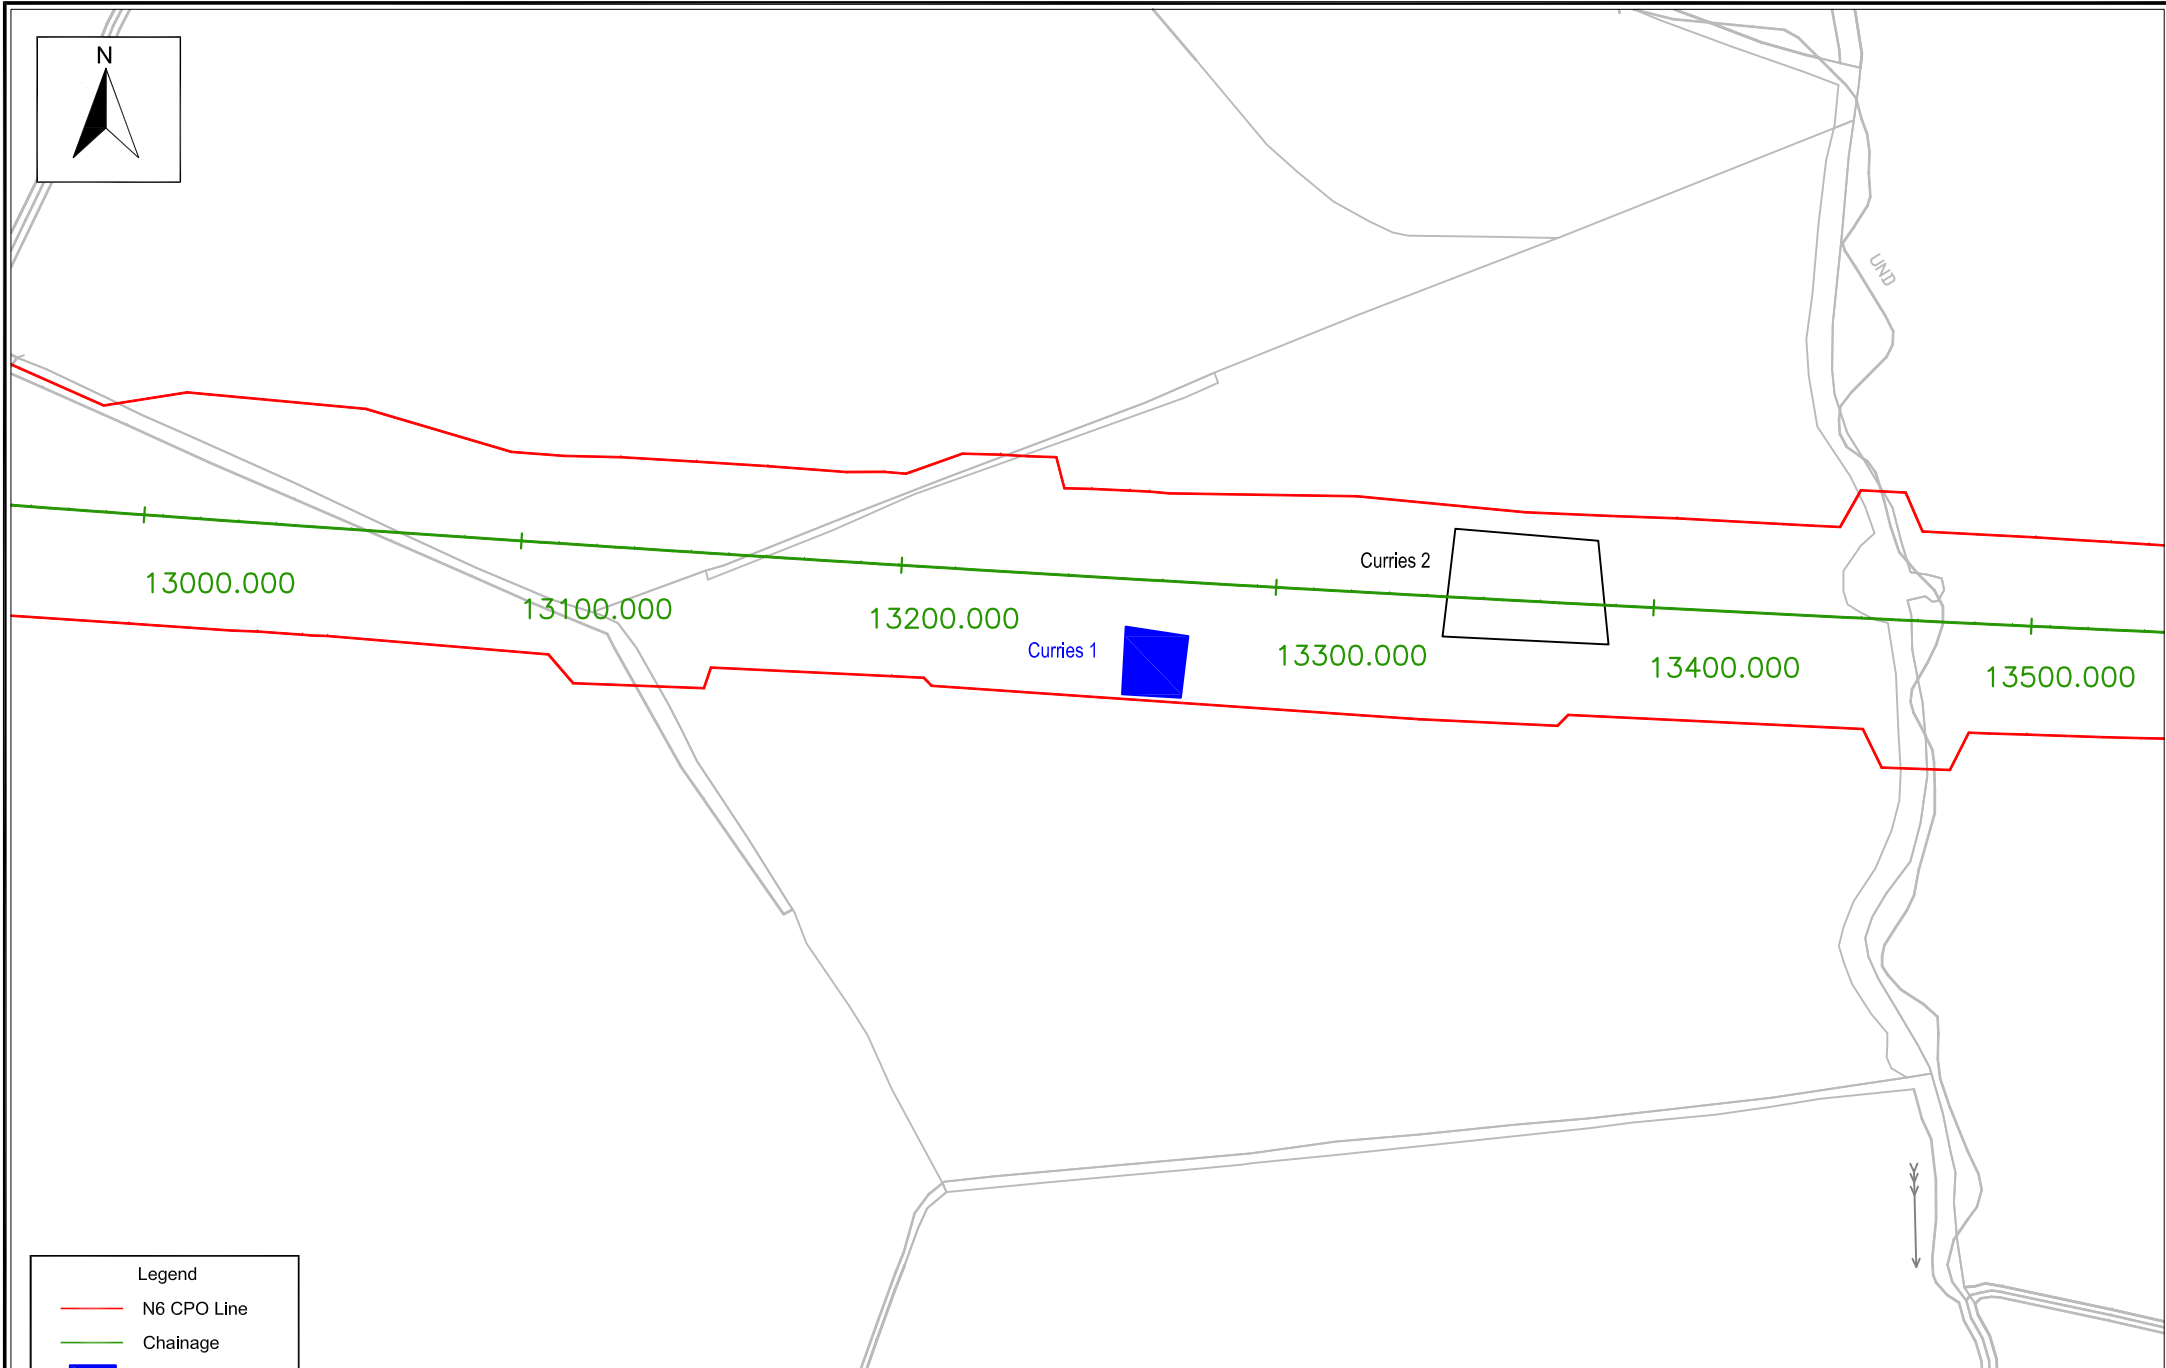 N
UND
Curries 2
13000.000
13100.000
13200.000
Curries 1
13300.000
13400.000
13500.000
Legend
N6 CPO Line
Chainage